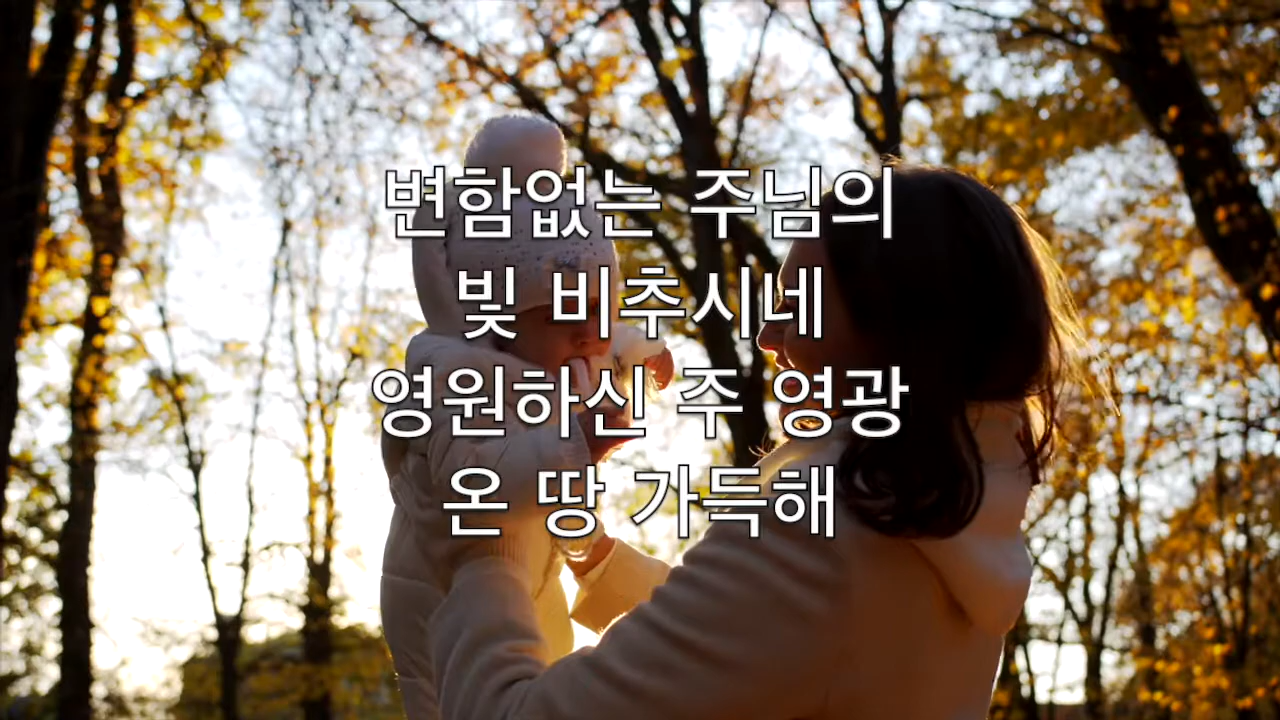 변함없는 주님의
빛 비추시네
영원하신 주 영광
온 땅 가득해